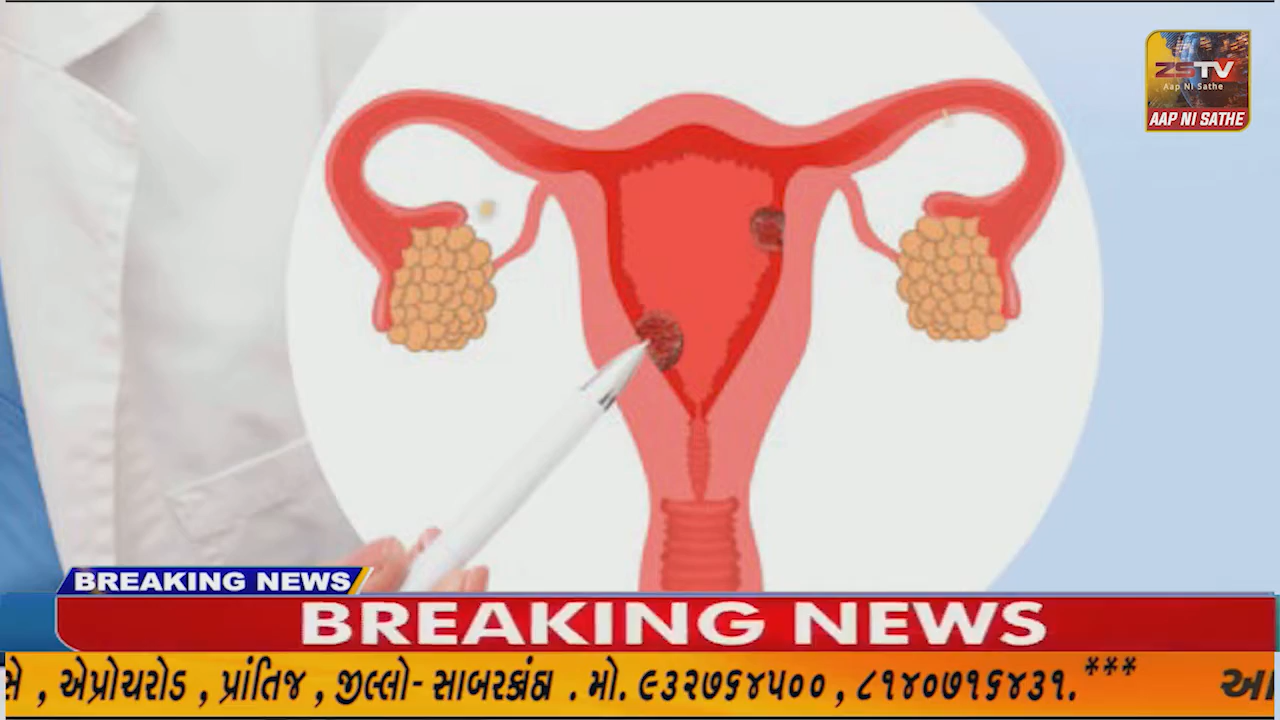 ZSTV
Aap Ni Sathe
AAP NI SATHE
BREAKING NEWS
BREAKING NEWS
સે , એપ્રોચરોડ , પ્રાંતિજ , જીલ્લો- સાબરકાંઠા . મો. ૯૩૨૭૬૪૫૦૦ , ૮૧૪૦૭૧૬૪૩૧. *** આ